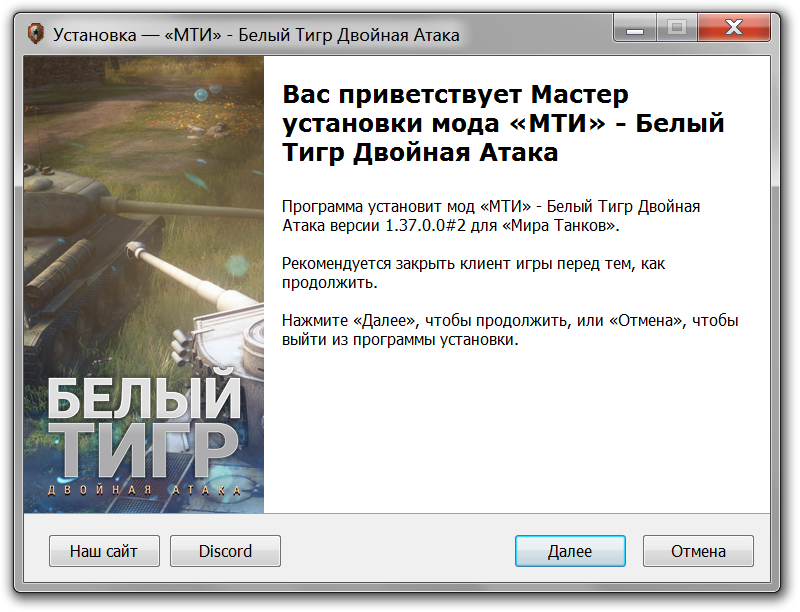 Установка — «МТИ» - Белый Тигр Двойная Атака
Вас приветствует Мастер
установки мода «МТИ» - Белый
Тигр Двойная Атака
Программа установит мод «МТИ» - Белый Тигр Двойная
Атака версии 1.37.0.0#2 для «Мира Танков».
Рекомендуется закрыть клиент игры перед тем, как
продолжить.
Нажмите «Далее», чтобы продолжить, или «Отмена», чтобы
выйти из программы установки.
БЕЛЫЙ
ТИГР
ДВОЙНАЯ АТАКА
Наш сайт
Discord
Далее
Отмена